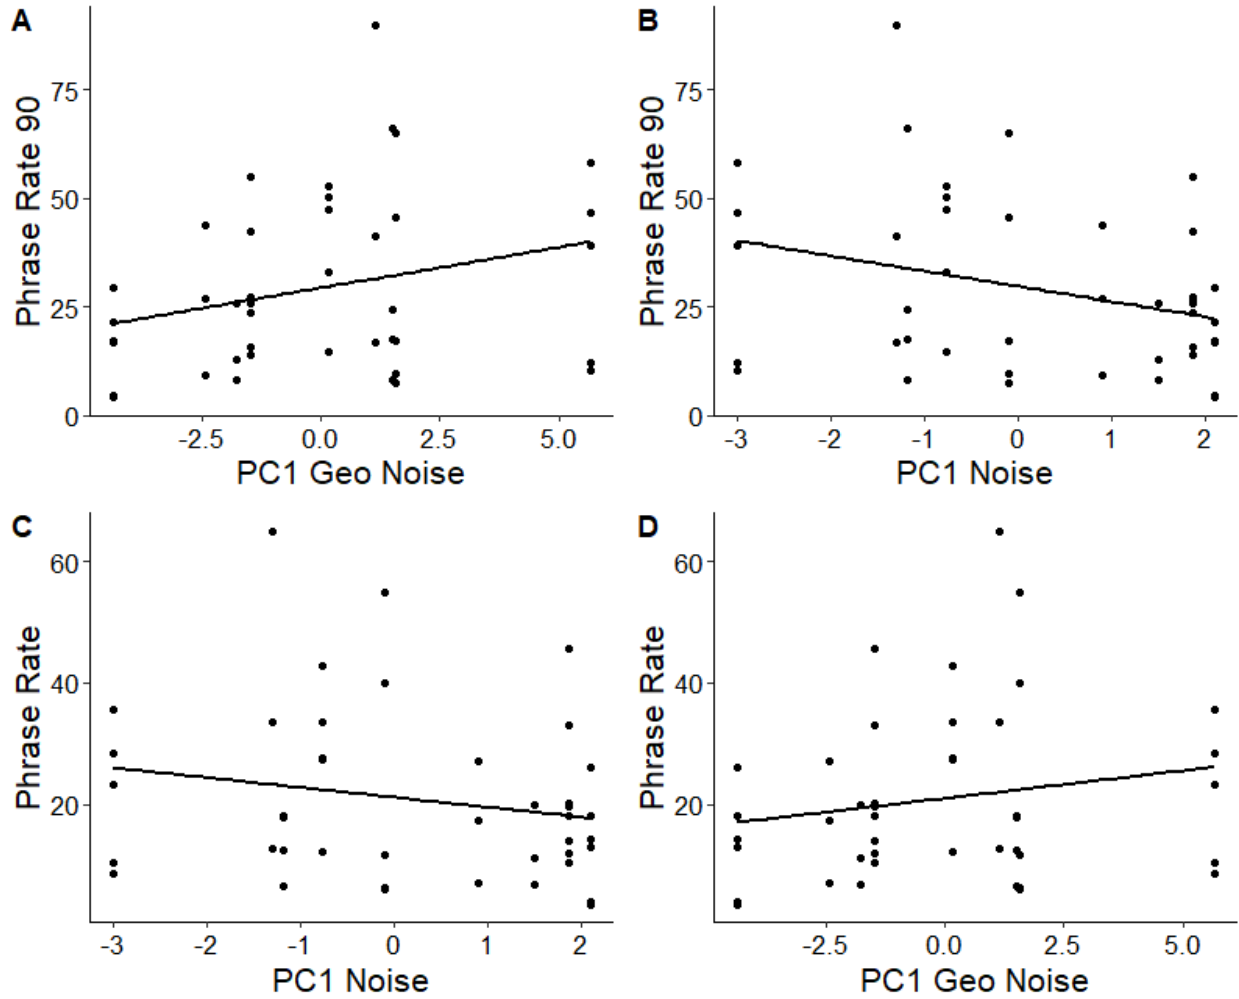 A
Phrase Rate 90
75
50
25
0
-2.5 0.0 2.5 5.0
PC1 Geo Noise
B
Phrase Rate 90
75
50
25
0
-3 -2 -1 0 1 2
PC1 Noise
C
Phrase Rate
60
40
20
-3 -2 -1 0 1 2
PC1 Noise
D
Phrase Rate
60
40
20
-2.5 0.0 2.5 5.0
PC1 Geo Noise